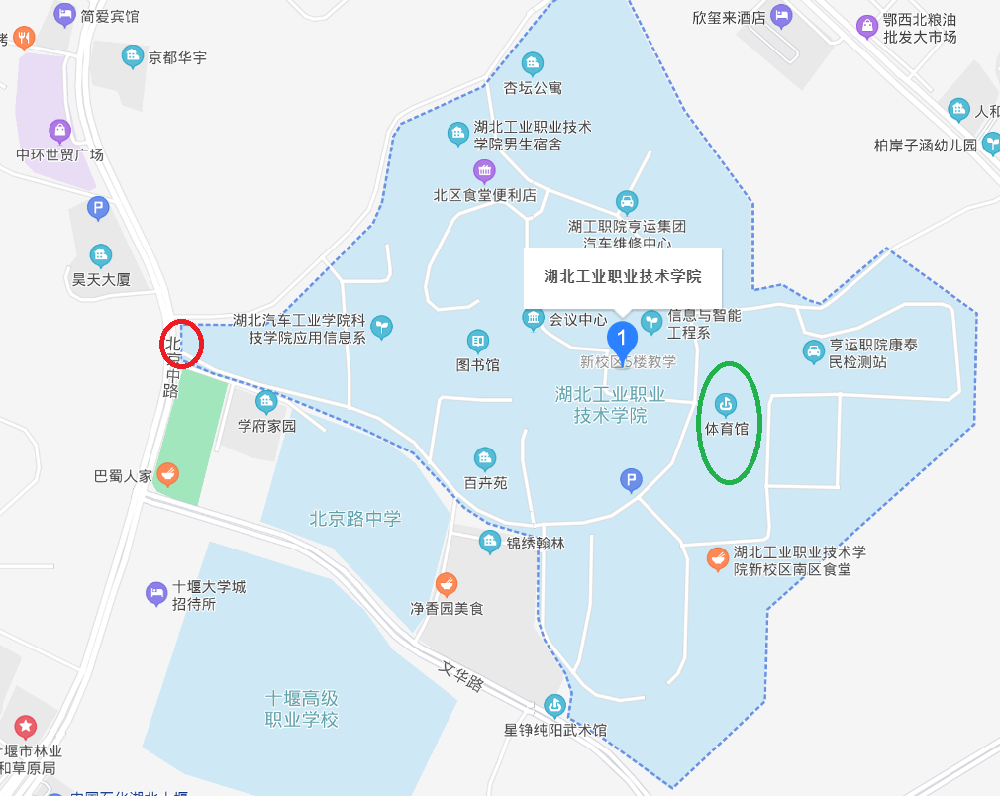 简爱宾馆
烤
京都华宇
中环世贸广场
昊天大厦
欣玺来酒店
鄂西北粮油
批发大市场
人和
柏岸子涵幼儿园
杏坛公寓
湖北工业职业技术
学院男生宿舍
北区食堂便利店
湖工职院亨运集团
汽车维修中心
湖北工业职业技术学院
湖北汽车工业学院科
技学院应用信息系
会议中心
信息与智能
工程系
1
图书馆
新校区5楼教学
湖北工业职业
技术学院
亨运职院康泰
民检测站
体育馆
北京中路
学府家园
巴蜀人家
百卉苑
P
P
北京路中学
锦绣翰林
湖北工业职业技术学
院新校区南区食堂
十堰大学城
招待所
净香园美食
文华路
十堰高级
职业学校
星铮纯阳武术馆
十堰市林业
和草原局